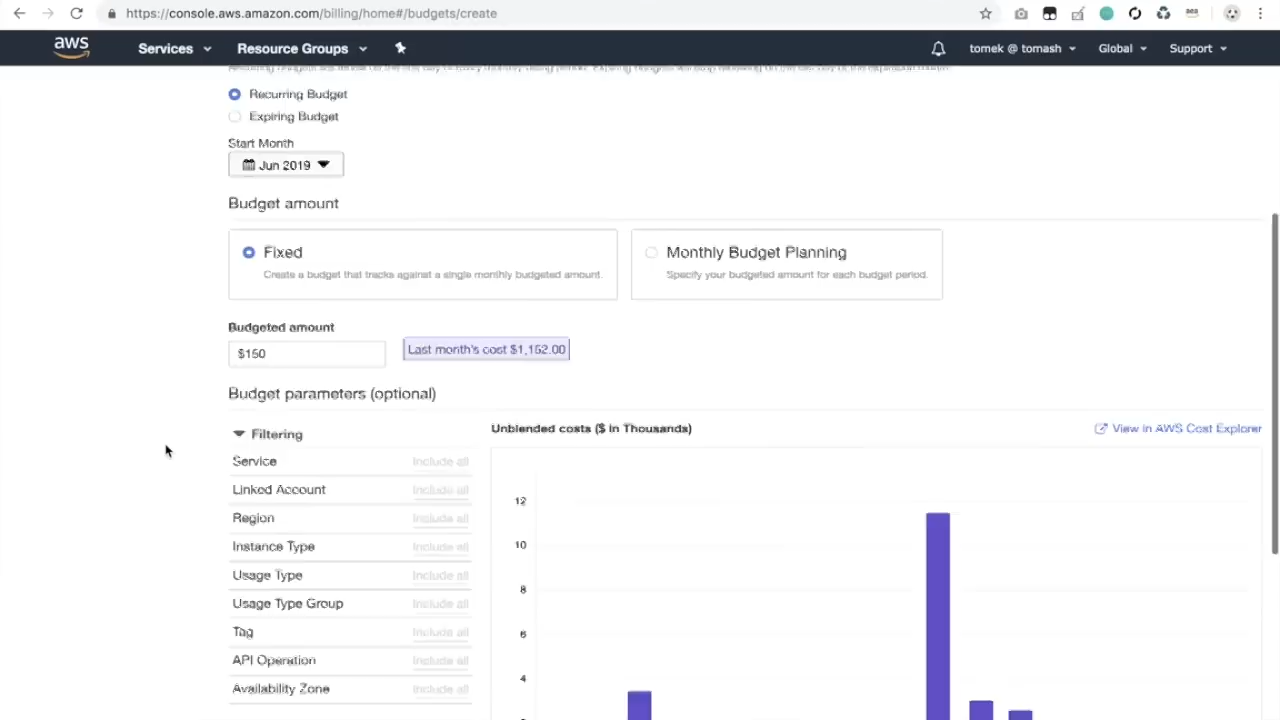 https://console.aws.amazon.com/billing/home#/budgets/create
aws Services Resource Groups tomek @ tomash Global Support
Recurring Budget
Expiring Budget
Start Month
Jun 2019
Budget amount
Fixed
Create a budget that tracks against a single monthly budgeted amount.
Monthly Budget Planning
Specify your budgeted amount for each budget period.
Budgeted amount
$150
Last month's cost $1,152.00
Budget parameters (optional)
Filtering
Service Include all
Linked Account Include all
Region Include all
Instance Type Include all
Usage Type Include all
Usage Type Group Include all
Tag Include all
API Operation Include all
Availability Zone Include all
Unblended costs ($ in Thousands)
View in AWS Cost Explorer
12
10
8
6
4